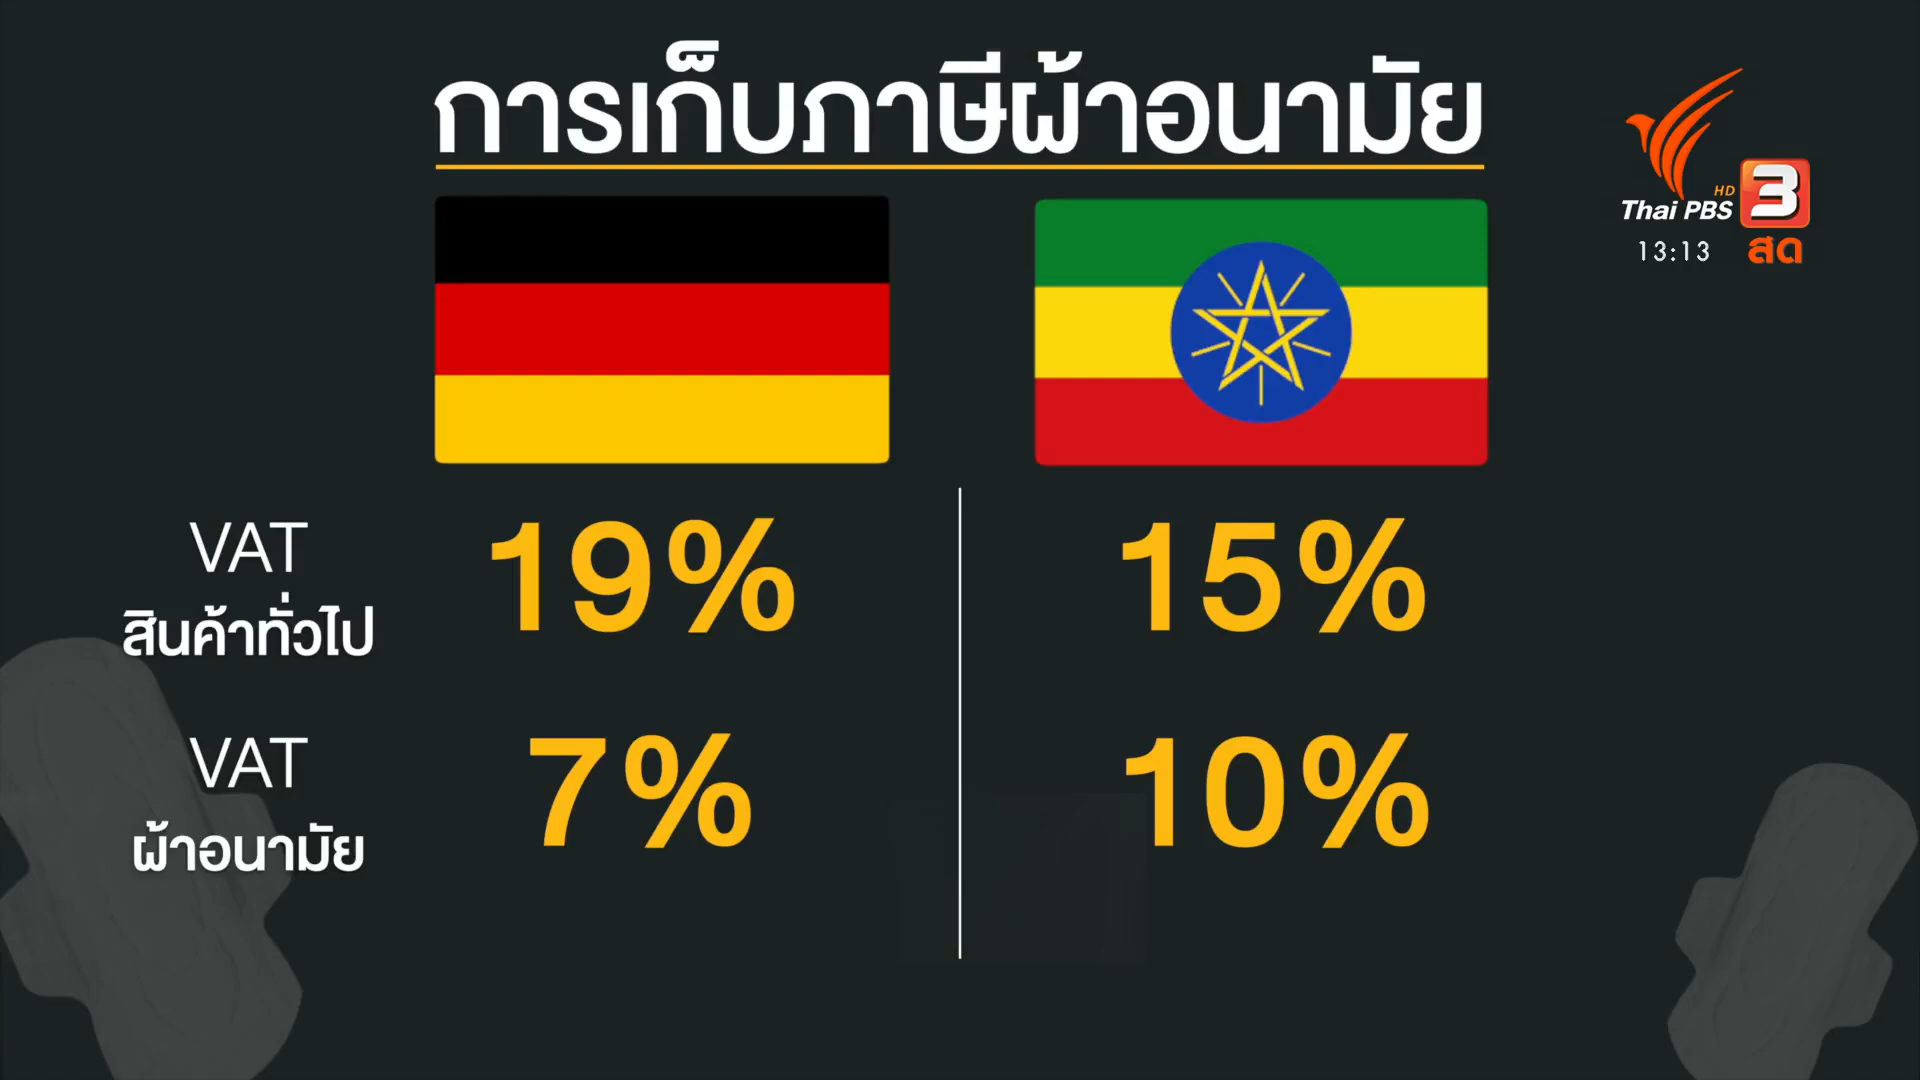 การเก็บภาษีผ้าอนามัย
HD
Thai PBS 3
13:13 สด
VAT
สินค้าทั่วไป
19% 15%
VAT
ผ้าอนามัย
7% 10%